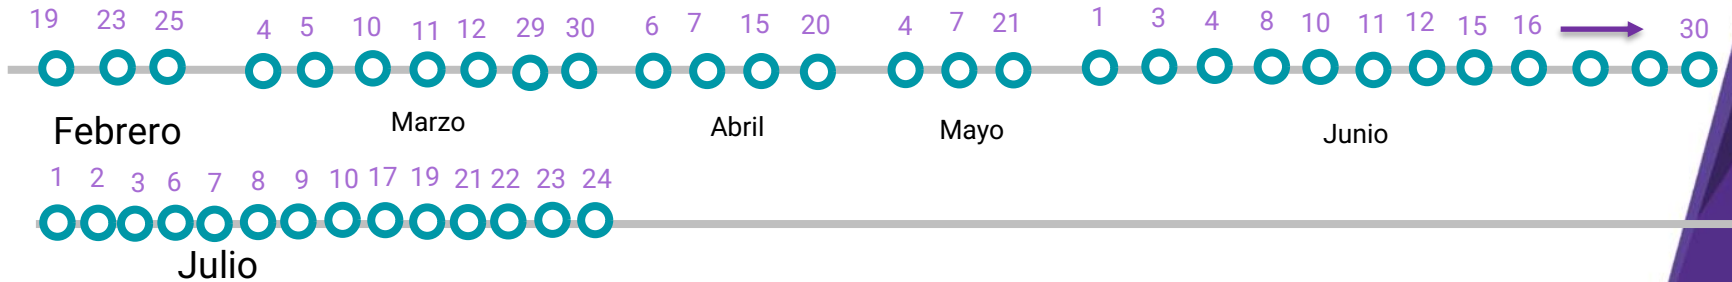 19 23 25 4 5 10 11 12 29 30 6 7 15 20 4 7 21 1 3 4 8 10 11 12 15 16 30
Febrero Marzo Abril Mayo Junio
1 2 3 6 7 8 9 10 17 19 21 22 23 24
Julio